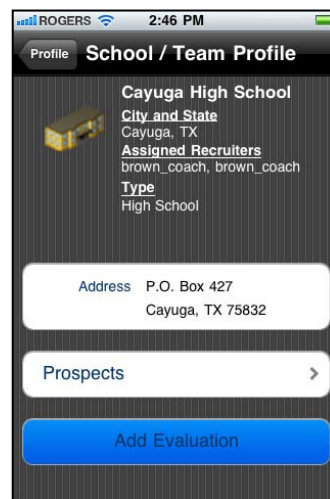 ROGERS 2:46 PM
Profile School / Team Profile
Cayuga High School
City and State
Cayuga, TX
Assigned Recruiters
brown_coach, brown_coach
Type
High School
Address P.O. Box 427
Cayuga, TX 75832
Prospects
Add Evaluation